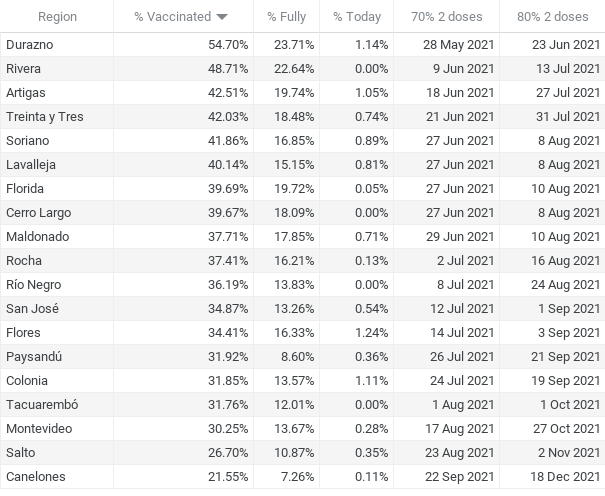 Region % Vaccinated % Fully % Today 70% 2 doses 80% 2 doses
Durazno 54.70% 23.71% 1.14% 28 May 2021 23 Jun 2021
Rivera 48.71% 22.64% 0.00% 9 Jun 2021 13 Jul 2021
Artigas 42.51% 19.74% 1.05% 18 Jun 2021 27 Jul 2021
Treinta y Tres 42.03% 18.48% 0.74% 21 Jun 2021 31 Jul 2021
Soriano 41.86% 16.85% 0.89% 27 Jun 2021 8 Aug 2021
Lavalleja 40.14% 15.15% 0.81% 27 Jun 2021 8 Aug 2021
Florida 39.69% 19.72% 0.05% 27 Jun 2021 10 Aug 2021
Cerro Largo 39.67% 18.09% 0.00% 27 Jun 2021 8 Aug 2021
Maldonado 37.71% 17.85% 0.71% 29 Jun 2021 10 Aug 2021
Rocha 37.41% 16.21% 0.13% 2 Jul 2021 16 Aug 2021
Río Negro 36.19% 13.83% 0.00% 8 Jul 2021 24 Aug 2021
San José 34.87% 13.26% 0.54% 12 Jul 2021 1 Sep 2021
Flores 34.41% 16.33% 1.24% 14 Jul 2021 3 Sep 2021
Paysandú 31.92% 8.60% 0.36% 26 Jul 2021 21 Sep 2021
Colonia 31.85% 13.57% 1.11% 24 Jul 2021 19 Sep 2021
Tacuarembó 31.76% 12.01% 0.00% 1 Aug 2021 1 Oct 2021
Montevideo 30.25% 13.67% 0.28% 17 Aug 2021 27 Oct 2021
Salto 26.70% 10.87% 0.35% 23 Aug 2021 2 Nov 2021
Canelones 21.55% 7.26% 0.11% 22 Sep 2021 18 Dec 2021